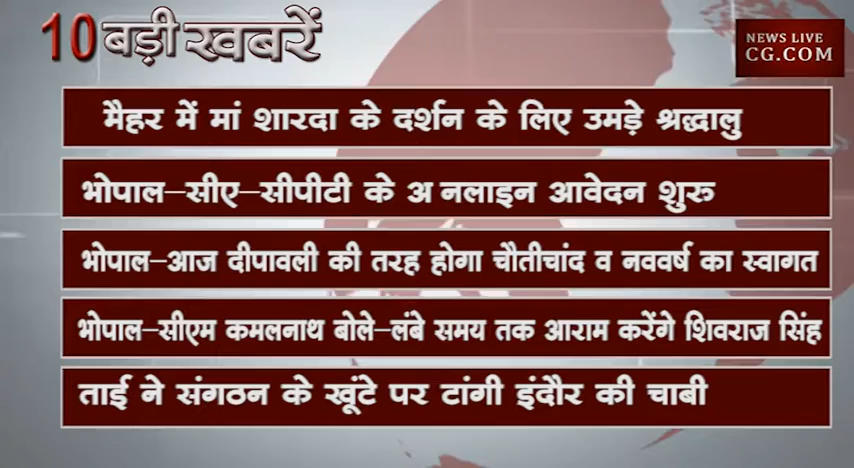 10 बड़ी खबरें
NEWS LIVE
CG.COM
मैहर में मां शारदा के दर्शन के लिए उमड़े श्रद्धालु
भोपाल-सीए-सीपीटी के अ नलाइन आवेदन शुरु
भोपाल-आज दीपावली की तरह होगा चौतीचांद व नववर्ष का स्वागत
भोपाल-सीएम कमलनाथ बोले-लंबे समय तक आराम करेंगे शिवराज सिंह
ताई ने संगठन के खूंटे पर टांगी इंदौर की चाबी